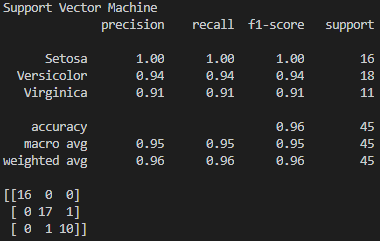 Support Vector Machine
precision recall f1-score support
Setosa 1.00 1.00 1.00 16
Versicolor 0.94 0.94 0.94 18
Virginica 0.91 0.91 0.91 11
accuracy 0.96 45
macro avg 0.95 0.95 0.95 45
weighted avg 0.96 0.96 0.96 45
[[16 0 0]
[ 0 17 1]
[ 0 1 10]]